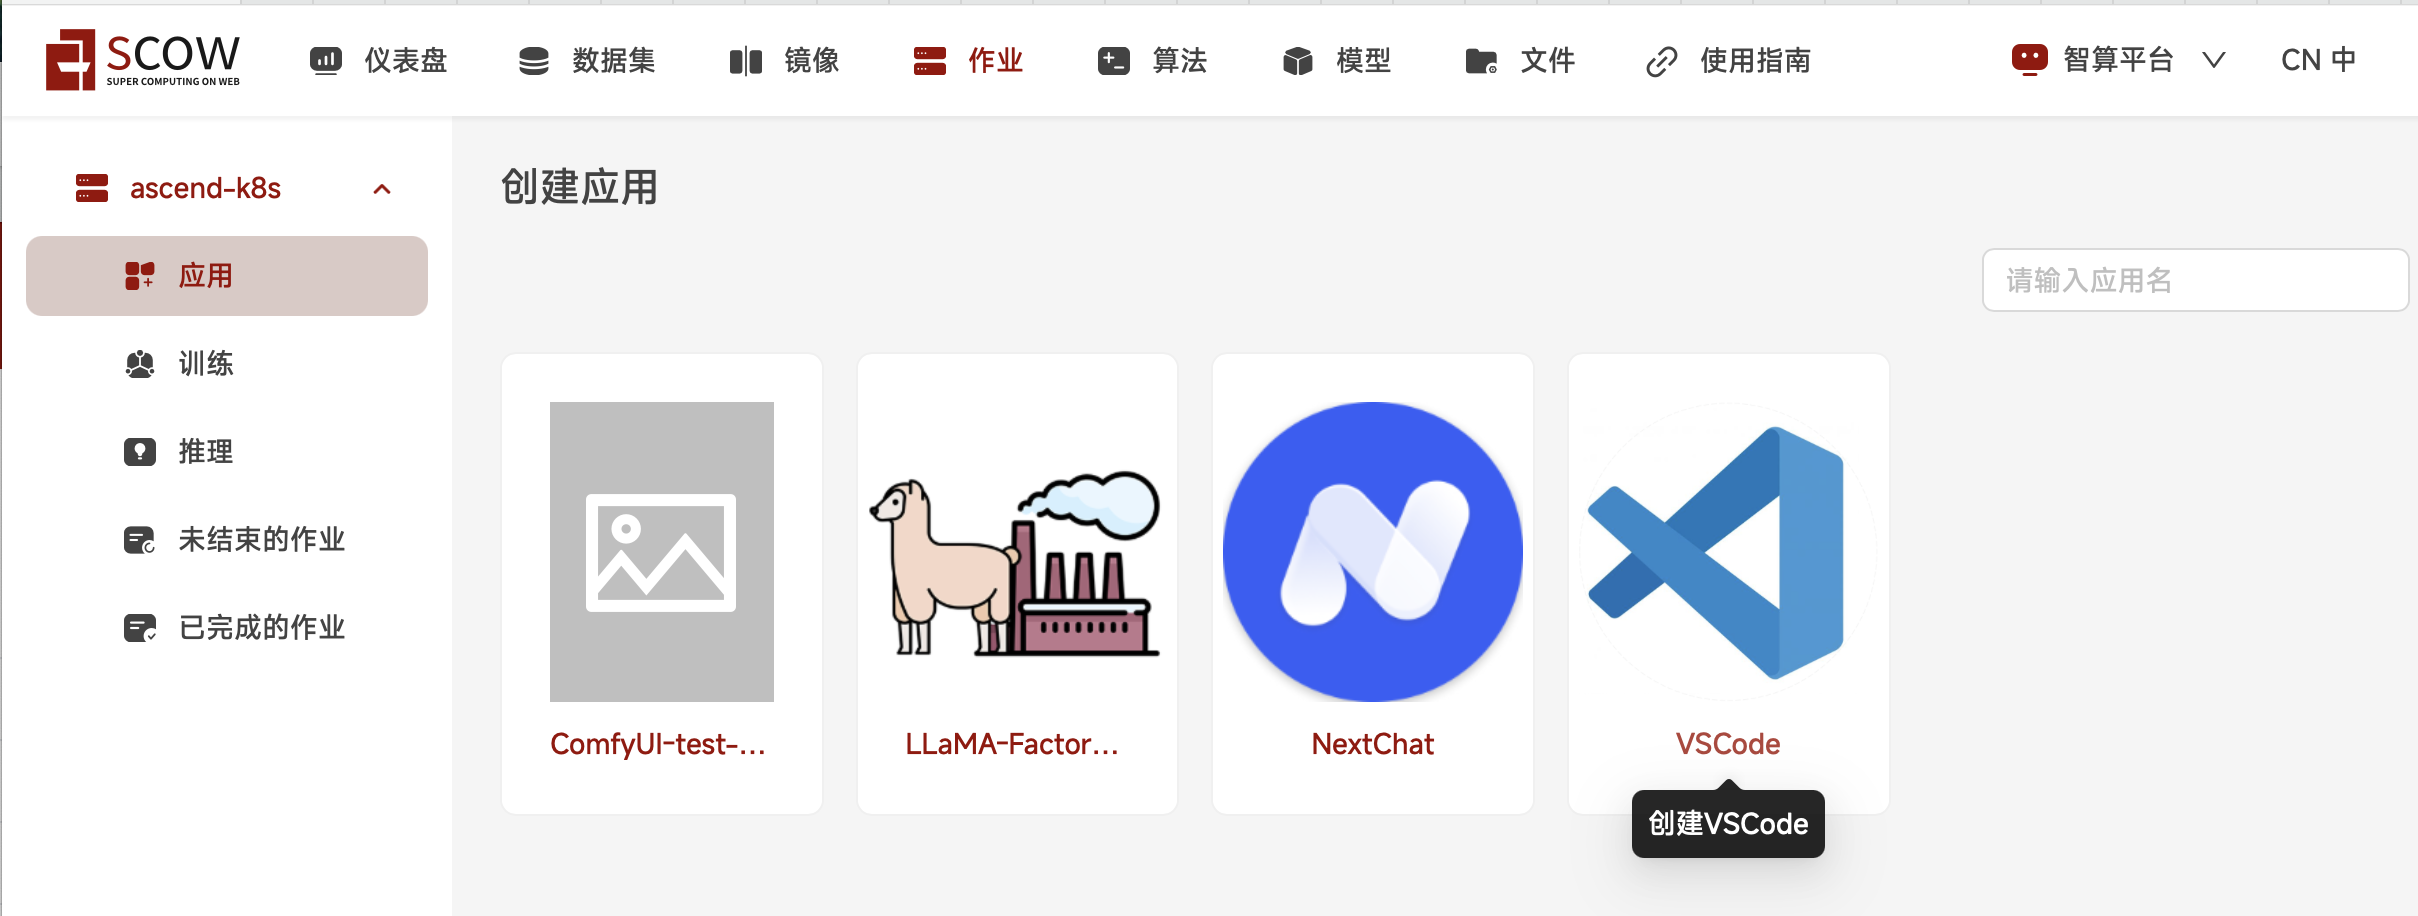 SCOW
SUPER COMPUTING ON WEB
仪表盘
数据集
镜像
作业
算法
模型
文件
使用指南
智算平台
CN 中
ascend-k8s
应用
训练
推理
未结束的作业
已完成的作业
创建应用
请输入应用名
ComfyUI-test-...
LLaMA-Factor...
NextChat
VSCode
创建VSCode